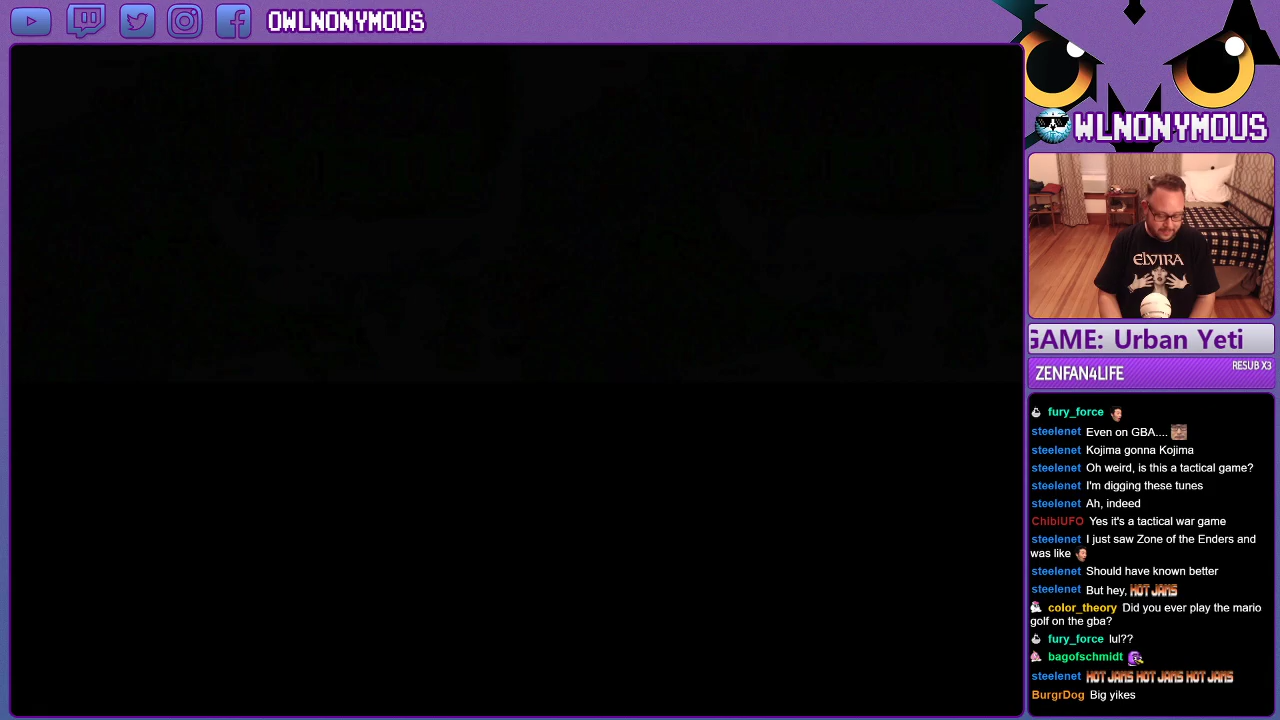 OWLNONYMOUS
WLNONYMOUS
ELVIRA
GAME: Urban Yeti
ZENFAN4LIFE
RESUB X3
fury_force
steelenet Even on GBA....
steelenet Kojima gonna Kojima
steelenet Oh weird, is this a tactical game?
steelenet I'm digging these tunes
steelenet Ah, indeed
ChibiUFO Yes it's a tactical war game
steelenet I just saw Zone of the Enders and
was like
steelenet Should have known better
steelenet But hey, HOT JAMS
color_theory Did you ever play the mario
golf on the gba?
fury_force lul??
bagofschmidt
steelenet HOT JAMS HOT JAMS HOT JAMS
BurgrDog Big yikes